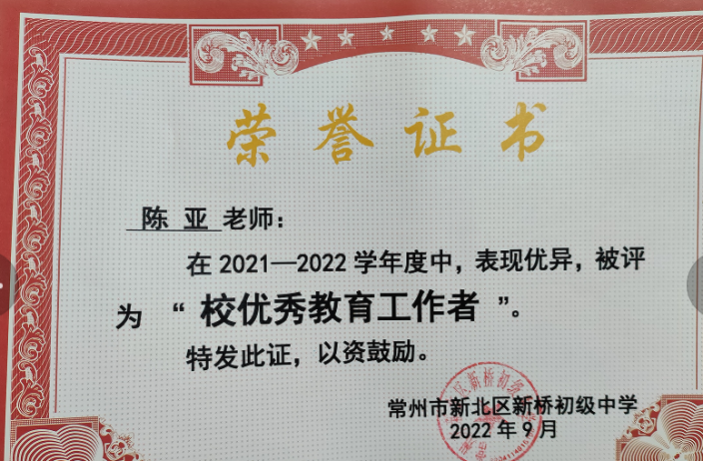 荣誉证书
陈 亚 老师：
在 2021—2022 学年度中，表现优异，被评
为 “ 校优秀教育工作者 ”。
特发此证，以资鼓励。
常州市新北区新桥初级中学
2022 年 9 月